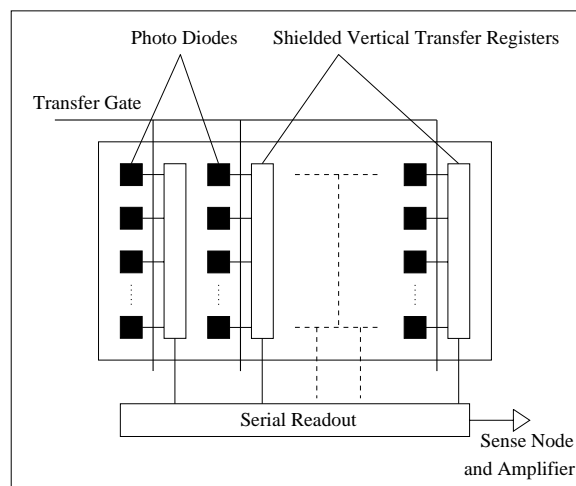 Photo Diodes
Shielded Vertical Transfer Registers
Transfer Gate
Serial Readout
Sense Node
and Amplifier